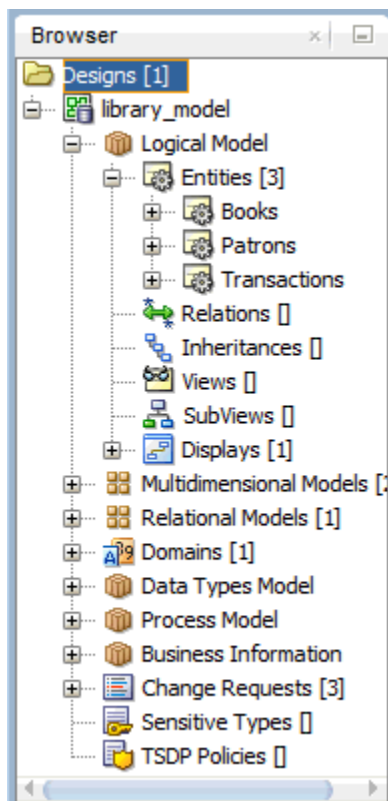 Browser
Designs [1]
library_model
Logical Model
Entities [3]
Books
Patrons
Transactions
Relations []
Inheritances []
Views []
SubViews []
Displays [1]
Multidimensional Models [
Relational Models [1]
Domains [1]
Data Types Model
Process Model
Business Information
Change Requests [3]
Sensitive Types []
TSDP Policies []